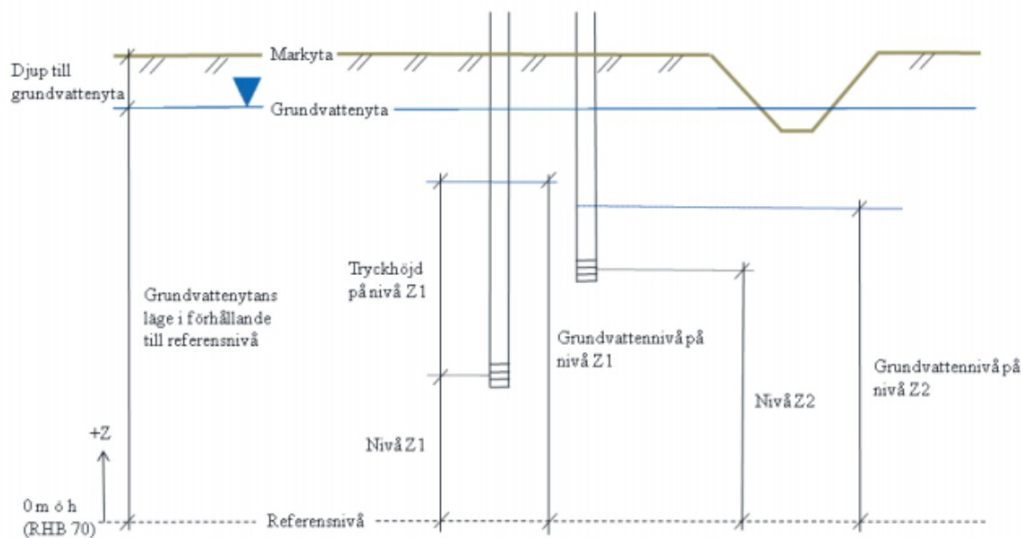 Markyta
Djup till
grundvattenyta
Grundvattenyta
Tryckhöjd
på nivå Z1
Grundvattenytans
läge i förhållande
till referensnivå
Grundvattennivå på
nivå Z1
Grundvattennivå på
nivå Z2
Nivå Z2
Nivå Z1
+Z
0 m ö h
(RHB 70)
Referensnivå